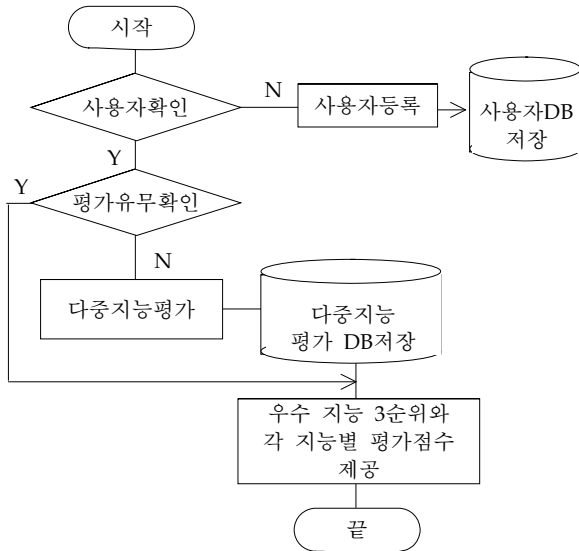 시작
사용자확인
N
사용자등록
사용자DB
저장
Y
Y
평가유무확인
N
다중지능평가
다중지능
평가 DB저장
우수 지능 3순위와
각 지능별 평가점수
제공
끝